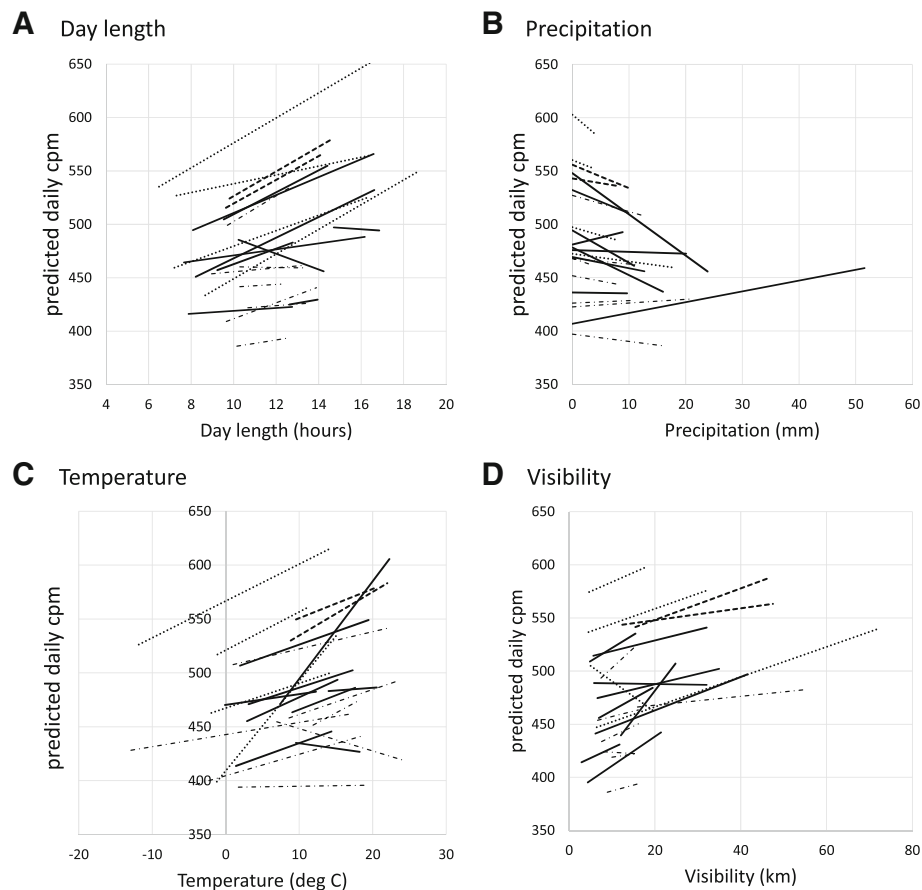 A Day length
650
600
550
500
450
400
350
predicted daily cpm
4 6 8 10 12 14 16 18 20
Day length (hours)
B Precipitation
650
600
550
500
450
400
350
predicted daily cpm
0 10 20 30 40 50 60
Precipitation (mm)
C Temperature
650
600
550
500
450
400
350
predicted daily cpm
-20 -10 0 10 20 30
Temperature (deg C)
D Visibility
650
600
550
500
450
400
350
predicted daily cpm
0 20 40 60 80
Visibility (km)